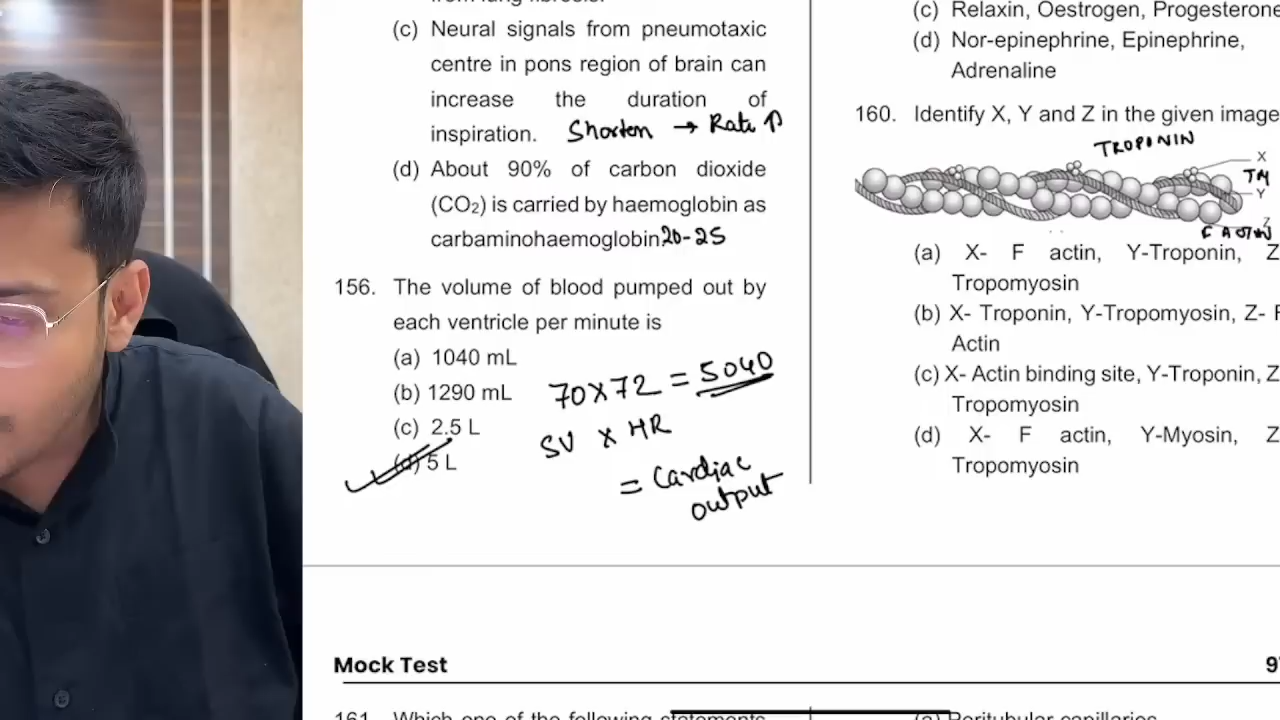 from lung fibrosis.
(c) Neural signals from pneumotaxic
centre in pons region of brain can
increase the duration of
inspiration. Shorten → Rate ↑
(d) About 90% of carbon dioxide
(CO₂) is carried by haemoglobin as
carbaminohaemoglobin 20-25
156. The volume of blood pumped out by
each ventricle per minute is
(a) 1040 mL
(b) 1290 mL
(c) 2.5 L
(d) 5 L
70×72 = 5040
SV × HR
= Cardiac
output
(c) Relaxin, Oestrogen, Progesterone
(d) Nor-epinephrine, Epinephrine,
Adrenaline
160. Identify X, Y and Z in the given image
TROPONIN
X
TM
Y
Z
F ACTIN
(a) X- F actin, Y-Troponin, Z
Tropomyosin
(b) X- Troponin, Y-Tropomyosin, Z- F
Actin
(c) X- Actin binding site, Y-Troponin, Z
Tropomyosin
(d) X- F actin, Y-Myosin, Z
Tropomyosin
Mock Test
9
161. Which one of the following statements
(a) Peritubular capillaries